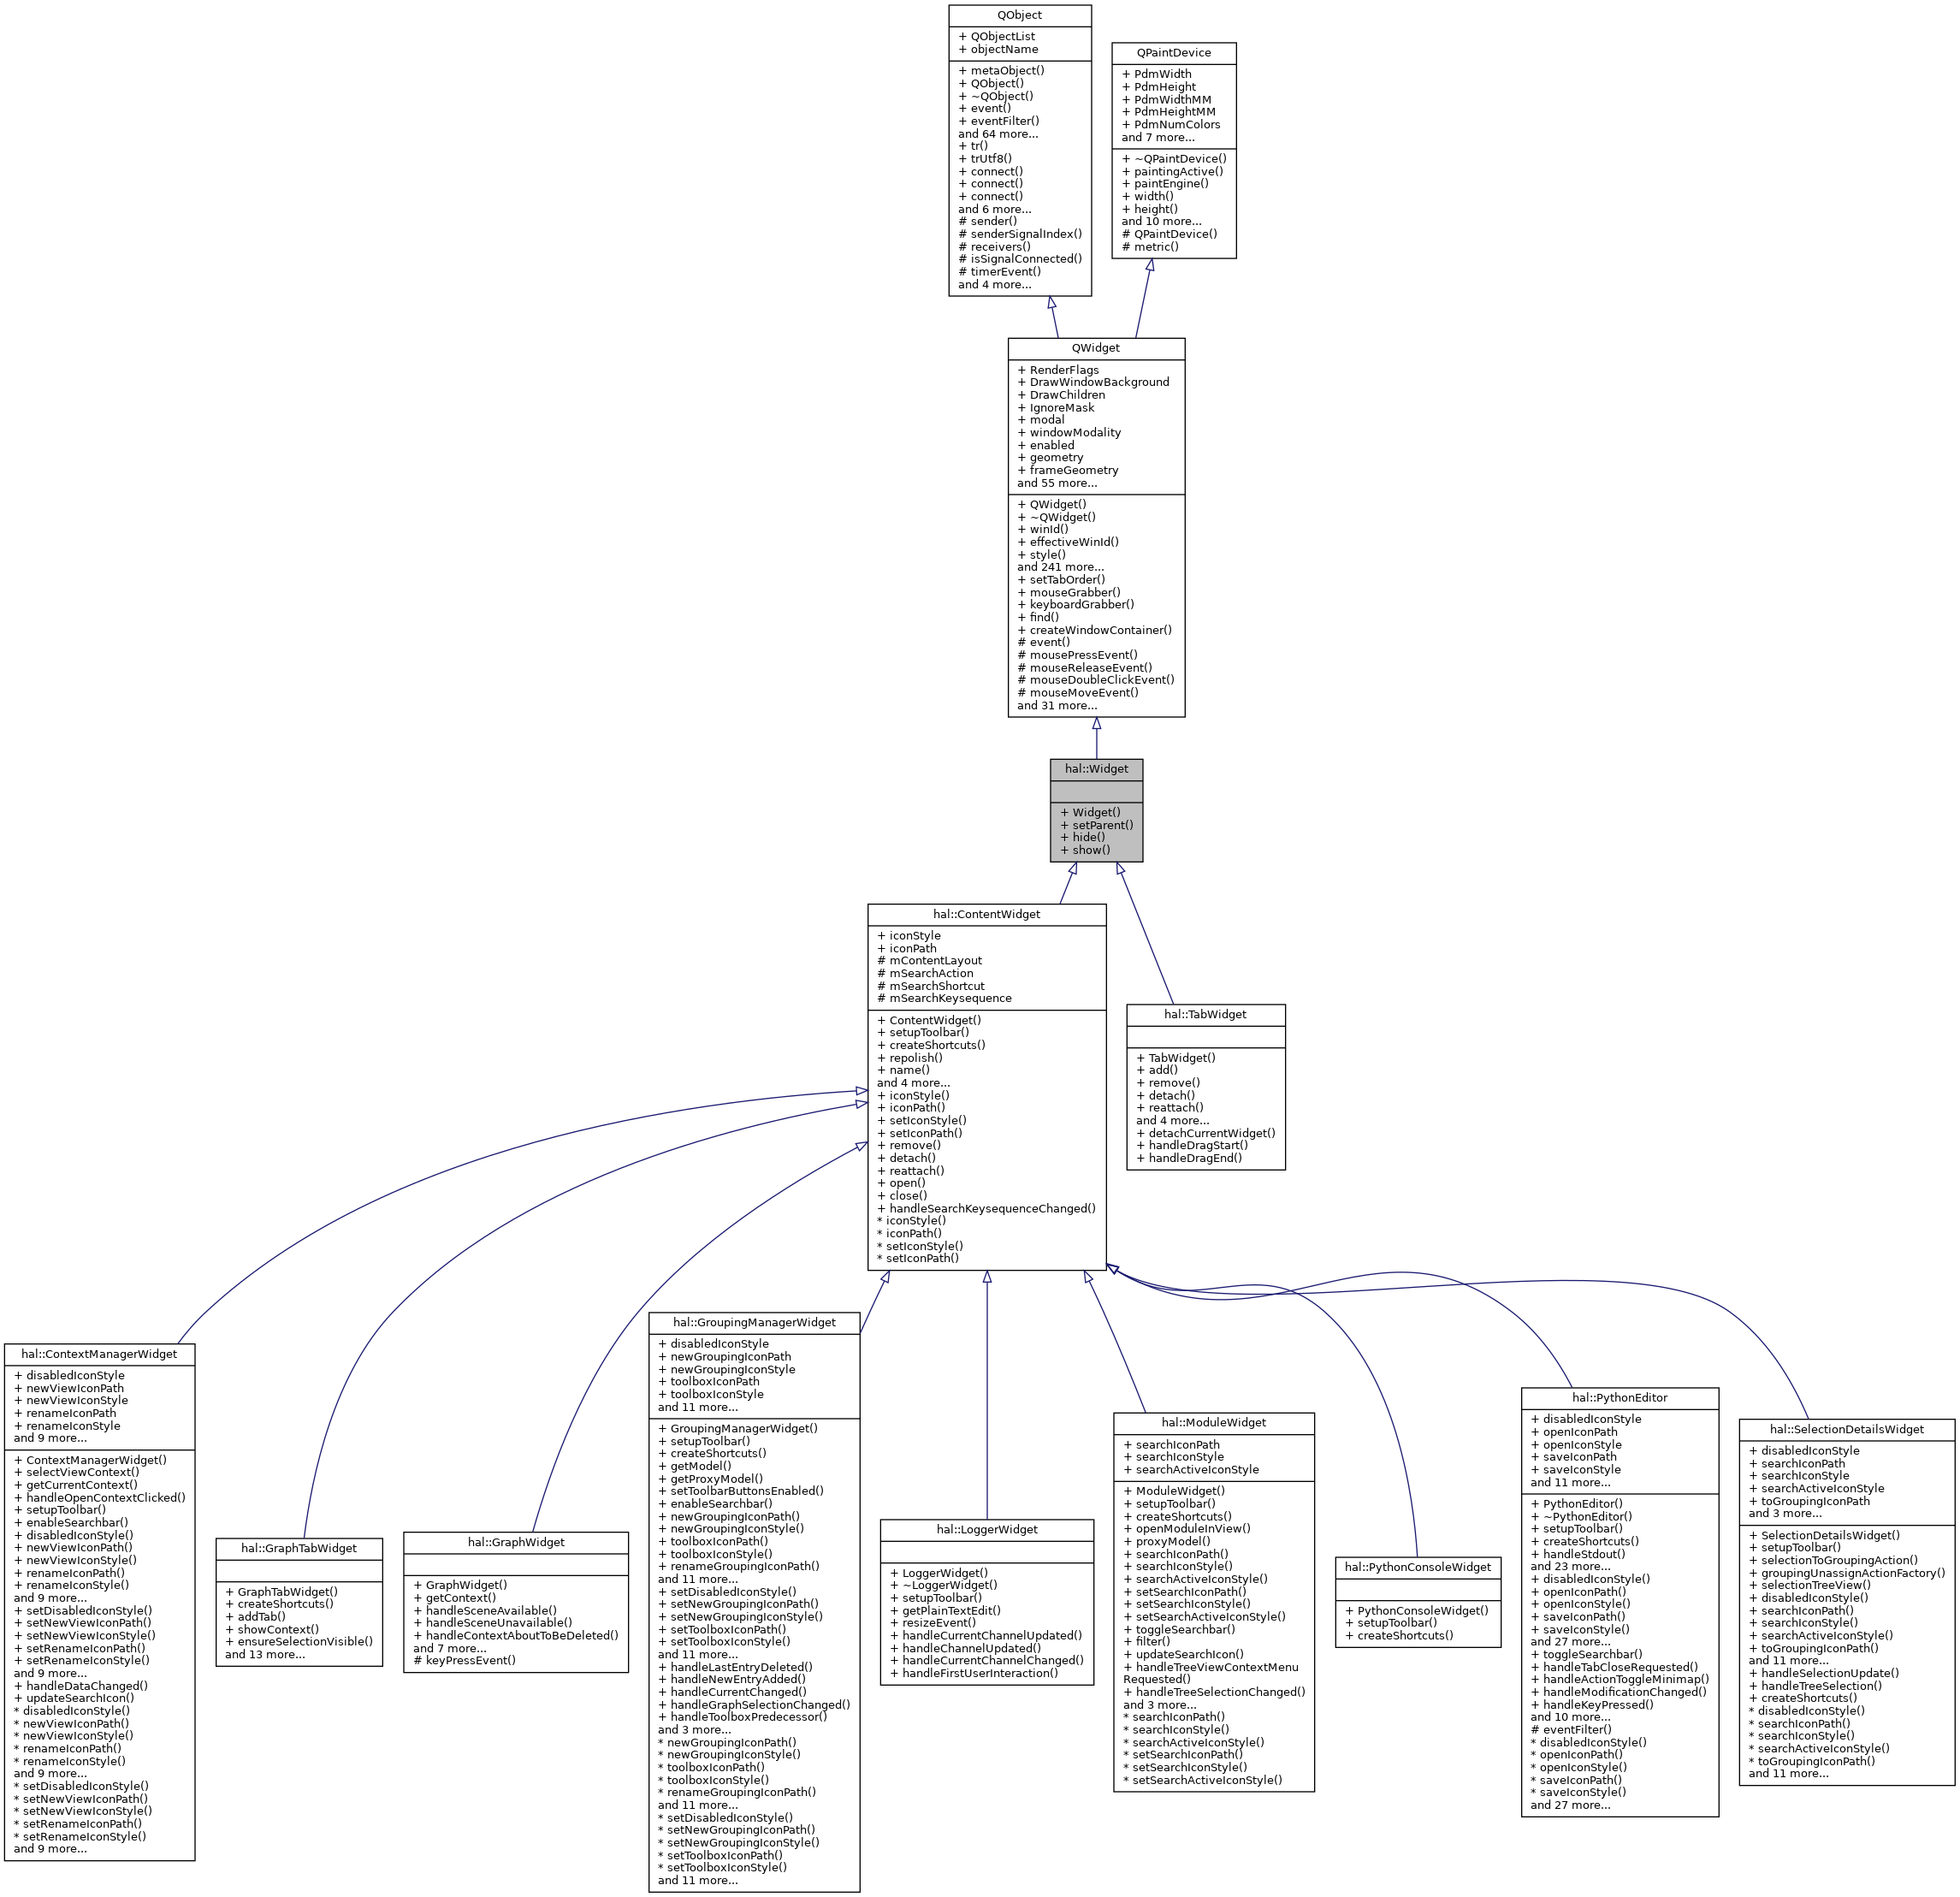 QObject
+ QObjectList
+ objectName
+ metaObject()
+ QObject()
+ ~QObject()
+ event()
+ eventFilter()
and 64 more...
+ tr()
+ trUtf8()
+ connect()
+ connect()
+ connect()
and 6 more...
# sender()
# senderSignalIndex()
# receivers()
# isSignalConnected()
# timerEvent()
and 4 more...
QPaintDevice
+ PdmWidth
+ PdmHeight
+ PdmWidthMM
+ PdmHeightMM
+ PdmNumColors
and 7 more...
+ ~QPaintDevice()
+ paintingActive()
+ paintEngine()
+ width()
+ height()
and 10 more...
# QPaintDevice()
# metric()
QWidget
+ RenderFlags
+ DrawWindowBackground
+ DrawChildren
+ IgnoreMask
+ modal
+ windowModality
+ enabled
+ geometry
+ frameGeometry
and 55 more...
+ QWidget()
+ ~QWidget()
+ winId()
+ effectiveWinId()
+ style()
and 241 more...
+ setTabOrder()
+ mouseGrabber()
+ keyboardGrabber()
+ find()
+ createWindowContainer()
# event()
# mousePressEvent()
# mouseReleaseEvent()
# mouseDoubleClickEvent()
# mouseMoveEvent()
and 31 more...
hal::Widget
+ Widget()
+ setParent()
+ hide()
+ show()
hal::ContentWidget
+ iconStyle
+ iconPath
# mContentLayout
# mSearchAction
# mSearchShortcut
# mSearchKeysequence
+ ContentWidget()
+ setupToolbar()
+ createShortcuts()
+ repolish()
+ name()
and 4 more...
+ iconStyle()
+ iconPath()
+ setIconStyle()
+ setIconPath()
+ remove()
+ detach()
+ reattach()
+ open()
+ close()
+ handleSearchKeysequenceChanged()
* iconStyle()
* iconPath()
* setIconStyle()
* setIconPath()
hal::TabWidget
+ TabWidget()
+ add()
+ remove()
+ detach()
+ reattach()
and 4 more...
+ detachCurrentWidget()
+ handleDragStart()
+ handleDragEnd()
hal::ContextManagerWidget
+ disabledIconStyle
+ newViewIconPath
+ newViewIconStyle
+ renameIconPath
+ renameIconStyle
and 9 more...
+ ContextManagerWidget()
+ selectViewContext()
+ getCurrentContext()
+ handleOpenContextClicked()
+ setupToolbar()
+ enableSearchbar()
+ disabledIconStyle()
+ newViewIconPath()
+ newViewIconStyle()
+ renameIconPath()
+ renameIconStyle()
and 9 more...
+ setDisabledIconStyle()
+ setNewViewIconPath()
+ setNewViewIconStyle()
+ setRenameIconPath()
+ setRenameIconStyle()
and 9 more...
+ handleDataChanged()
+ updateSearchIcon()
* disabledIconStyle()
* newViewIconPath()
* newViewIconStyle()
* renameIconPath()
* renameIconStyle()
and 9 more...
* setDisabledIconStyle()
* setNewViewIconPath()
* setNewViewIconStyle()
* setRenameIconPath()
* setRenameIconStyle()
and 9 more...
hal::GraphTabWidget
+ GraphTabWidget()
+ createShortcuts()
+ addTab()
+ showContext()
+ ensureSelectionVisible()
and 13 more...
hal::GraphWidget
+ GraphWidget()
+ getContext()
+ handleSceneAvailable()
+ handleSceneUnavailable()
+ handleContextAboutToBeDeleted()
and 7 more...
# keyPressEvent()
hal::GroupingManagerWidget
+ disabledIconStyle
+ newGroupingIconPath
+ newGroupingIconStyle
+ toolboxIconPath
+ toolboxIconStyle
and 11 more...
+ GroupingManagerWidget()
+ setupToolbar()
+ createShortcuts()
+ getModel()
+ getProxyModel()
+ setToolbarButtonsEnabled()
+ enableSearchbar()
+ newGroupingIconPath()
+ newGroupingIconStyle()
+ toolboxIconPath()
+ toolboxIconStyle()
+ renameGroupingIconPath()
and 11 more...
+ setDisabledIconStyle()
+ setNewGroupingIconPath()
+ setNewGroupingIconStyle()
+ setToolboxIconPath()
+ setToolboxIconStyle()
and 11 more...
+ handleLastEntryDeleted()
+ handleNewEntryAdded()
+ handleCurrentChanged()
+ handleGraphSelectionChanged()
+ handleToolboxPredecessor()
and 3 more...
* newGroupingIconPath()
* newGroupingIconStyle()
* toolboxIconPath()
* toolboxIconStyle()
* renameGroupingIconPath()
and 11 more...
* setDisabledIconStyle()
* setNewGroupingIconPath()
* setNewGroupingIconStyle()
* setToolboxIconPath()
* setToolboxIconStyle()
and 11 more...
hal::LoggerWidget
+ LoggerWidget()
+ ~LoggerWidget()
+ setupToolbar()
+ getPlainTextEdit()
+ resizeEvent()
+ handleCurrentChannelUpdated()
+ handleChannelUpdated()
+ handleCurrentChannelChanged()
+ handleFirstUserInteraction()
hal::ModuleWidget
+ searchIconPath
+ searchIconStyle
+ searchActiveIconStyle
+ ModuleWidget()
+ setupToolbar()
+ createShortcuts()
+ openModuleInView()
+ proxyModel()
+ searchIconPath()
+ searchIconStyle()
+ searchActiveIconStyle()
+ setSearchIconPath()
+ setSearchIconStyle()
+ setSearchActiveIconStyle()
+ toggleSearchbar()
+ filter()
+ updateSearchIcon()
+ handleTreeViewContextMenu
Requested()
+ handleTreeSelectionChanged()
and 3 more...
* searchIconPath()
* searchIconStyle()
* searchActiveIconStyle()
* setSearchIconPath()
* setSearchIconStyle()
* setSearchActiveIconStyle()
hal::PythonConsoleWidget
+ PythonConsoleWidget()
+ setupToolbar()
+ createShortcuts()
hal::PythonEditor
+ disabledIconStyle
+ openIconPath
+ openIconStyle
+ saveIconPath
+ saveIconStyle
and 11 more...
+ PythonEditor()
+ ~PythonEditor()
+ setupToolbar()
+ createShortcuts()
+ handleStdout()
and 23 more...
+ disabledIconStyle()
+ openIconPath()
+ openIconStyle()
+ saveIconPath()
+ saveIconStyle()
and 27 more...
+ toggleSearchbar()
+ handleTabCloseRequested()
+ handleActionToggleMinimap()
+ handleModificationChanged()
+ handleKeyPressed()
and 10 more...
# eventFilter()
* disabledIconStyle()
* openIconPath()
* openIconStyle()
* saveIconPath()
* saveIconStyle()
and 27 more...
hal::SelectionDetailsWidget
+ disabledIconStyle
+ searchIconPath
+ searchIconStyle
+ searchActiveIconStyle
+ toGroupingIconPath
and 3 more...
+ SelectionDetailsWidget()
+ setupToolbar()
+ selectionToGroupingAction()
+ groupingUnassignActionFactory()
+ selectionTreeView()
+ disabledIconStyle()
+ searchIconPath()
+ searchIconStyle()
+ searchActiveIconStyle()
+ toGroupingIconPath()
and 11 more...
+ handleSelectionUpdate()
+ handleTreeSelection()
+ createShortcuts()
* disabledIconStyle()
* searchIconPath()
* searchIconStyle()
* searchActiveIconStyle()
* toGroupingIconPath()
and 11 more...